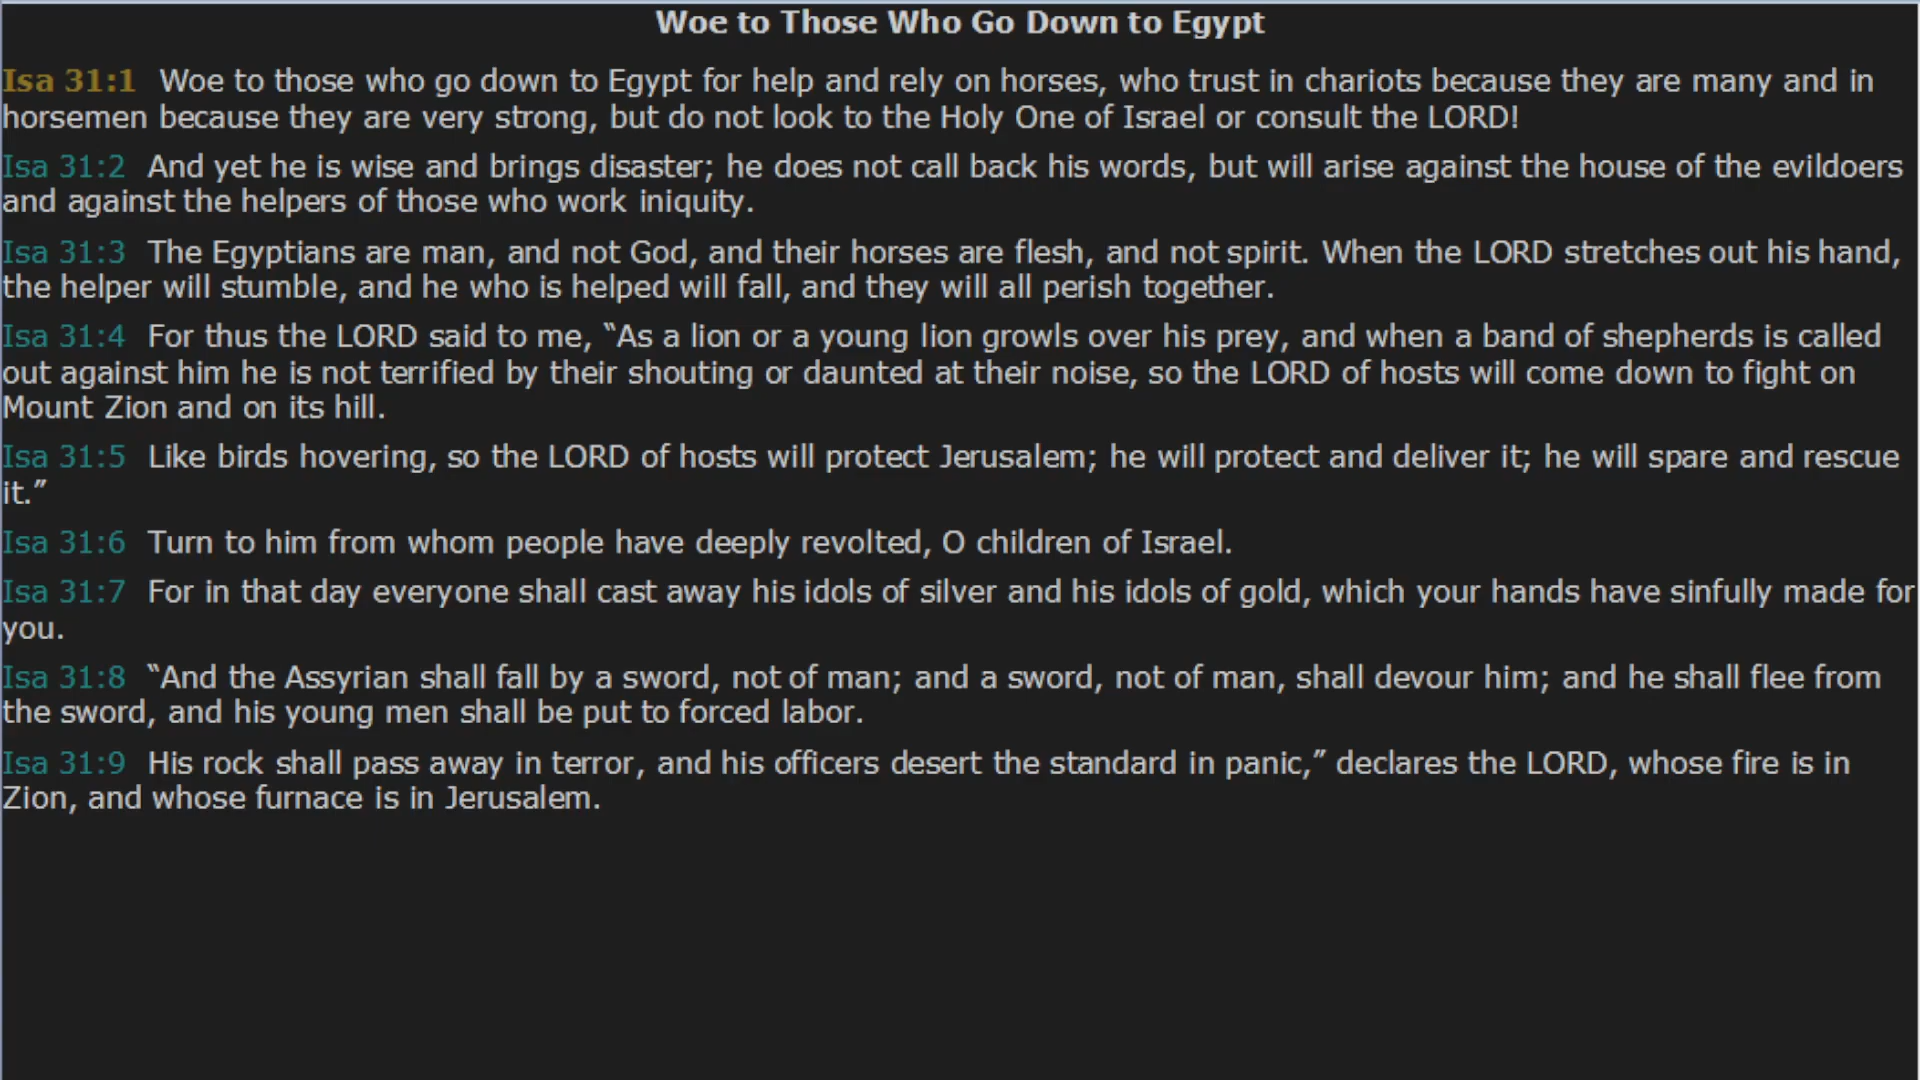 Woe to Those Who Go Down to Egypt
Isa 31:1 Woe to those who go down to Egypt for help and rely on horses, who trust in chariots because they are many and in
horsemen because they are very strong, but do not look to the Holy One of Israel or consult the LORD!
Isa 31:2 And yet he is wise and brings disaster; he does not call back his words, but will arise against the house of the evildoers
and against the helpers of those who work iniquity.
Isa 31:3 The Egyptians are man, and not God, and their horses are flesh, and not spirit. When the LORD stretches out his hand,
the helper will stumble, and he who is helped will fall, and they will all perish together.
Isa 31:4 For thus the LORD said to me, “As a lion or a young lion growls over his prey, and when a band of shepherds is called
out against him he is not terrified by their shouting or daunted at their noise, so the LORD of hosts will come down to fight on
Mount Zion and on its hill.
Isa 31:5 Like birds hovering, so the LORD of hosts will protect Jerusalem; he will protect and deliver it; he will spare and rescue
it.”
Isa 31:6 Turn to him from whom people have deeply revolted, O children of Israel.
Isa 31:7 For in that day everyone shall cast away his idols of silver and his idols of gold, which your hands have sinfully made for
you.
Isa 31:8 “And the Assyrian shall fall by a sword, not of man; and a sword, not of man, shall devour him; and he shall flee from
the sword, and his young men shall be put to forced labor.
Isa 31:9 His rock shall pass away in terror, and his officers desert the standard in panic,” declares the LORD, whose fire is in
Zion, and whose furnace is in Jerusalem.